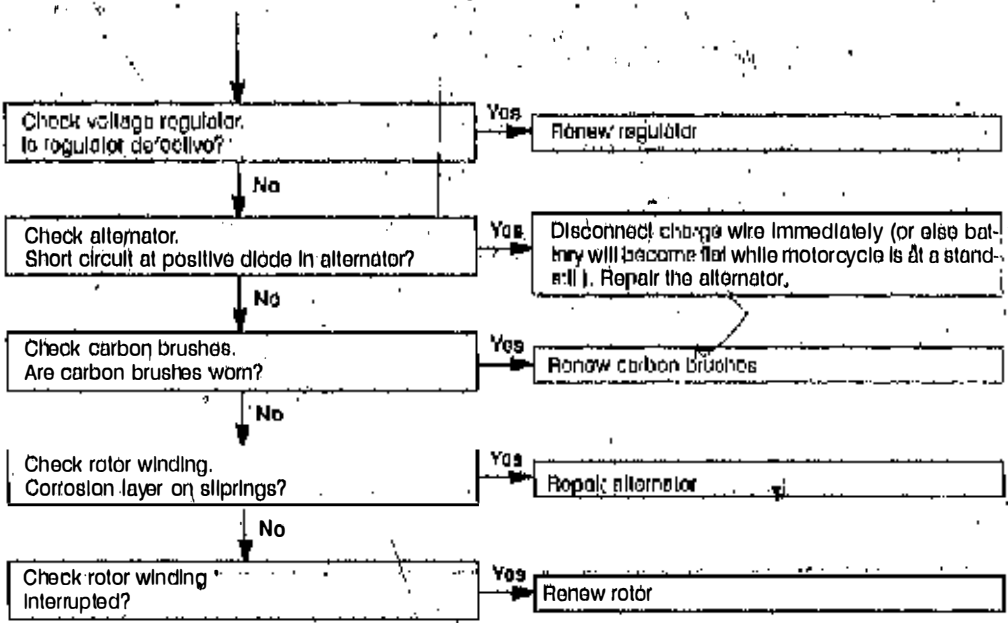 Check voltage regulator.
Is regulator defective?
Yes
Renew regulator
No
Check alternator.
Short circuit at positive diode in alternator?
Yes
Disconnect charge wire immediately (or else bat-
tery will become flat while motorcycle is at a stand-
still). Repair the alternator.
No
Check carbon brushes.
Are carbon brushes worn?
Yes
Renew carbon brushes
No
Check rotor winding.
Corrosion layer on sliprings?
Yes
Repair alternator
No
Check rotor winding
Interrupted?
Yes
Renew rotor